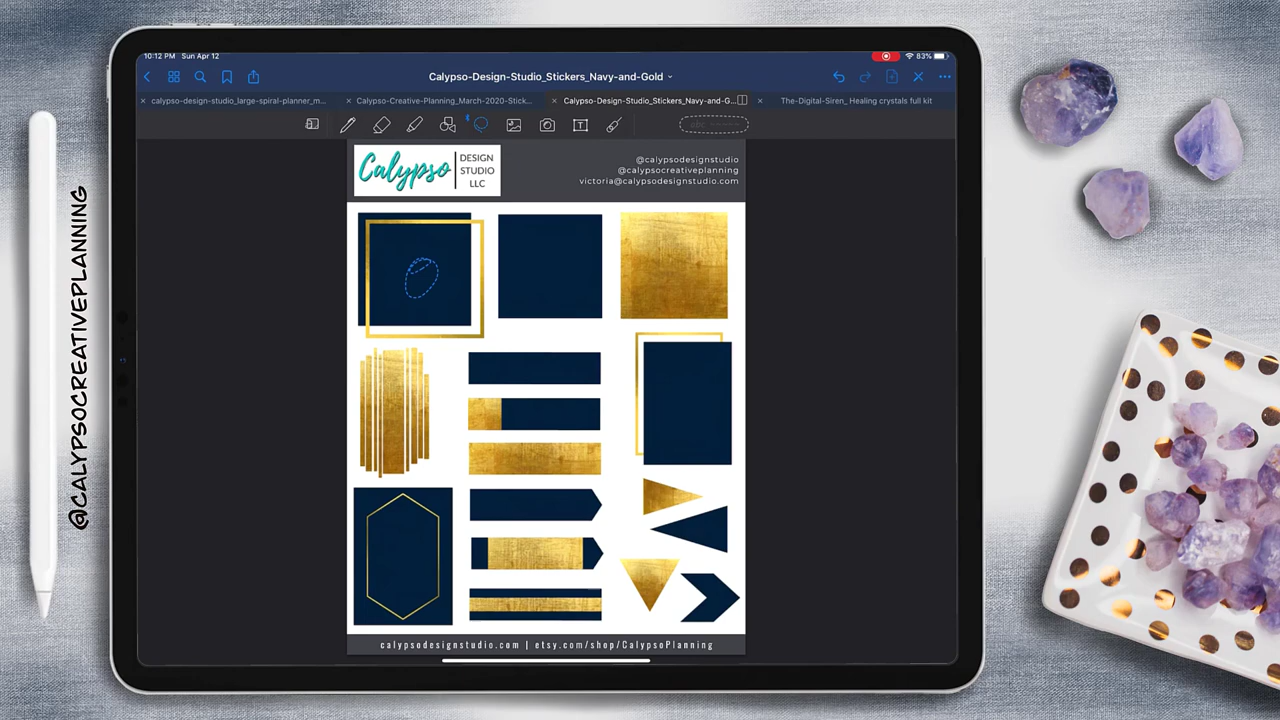 10:12 PM Sun Apr 12
83%
Calypso-Design-Studio_Stickers_Navy-and-Gold
calypso-design-studio_large-spiral-planner_m...
Calypso-Creative-Planning_March-2020-Stick...
Calypso-Design-Studio_Stickers_Navy-and-G...
The-Digital-Siren_ Healing crystals full kit
Calypso
DESIGN
STUDIO
LLC
@calypsodesignstudio
@calypsocreativeplanning
victoria@calypsodesignstudio.com
calypsodesignstudio.com | etsy.com/shop/CalypsoPlanning
@CALYPSOCREATIVEPLANNING